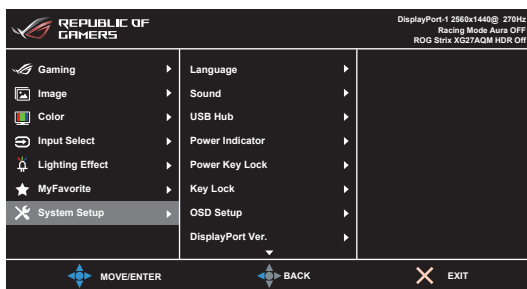 REPUBLIC OF
GAMERS
DisplayPort-1 2560x1440@ 270Hz
Racing Mode Aura OFF
ROG Strix XG27AQM HDR Off
Gaming
Image
Color
Input Select
Lighting Effect
MyFavorite
System Setup
Language
Sound
USB Hub
Power Indicator
Power Key Lock
Key Lock
OSD Setup
DisplayPort Ver.
MOVE/ENTER
BACK
EXIT